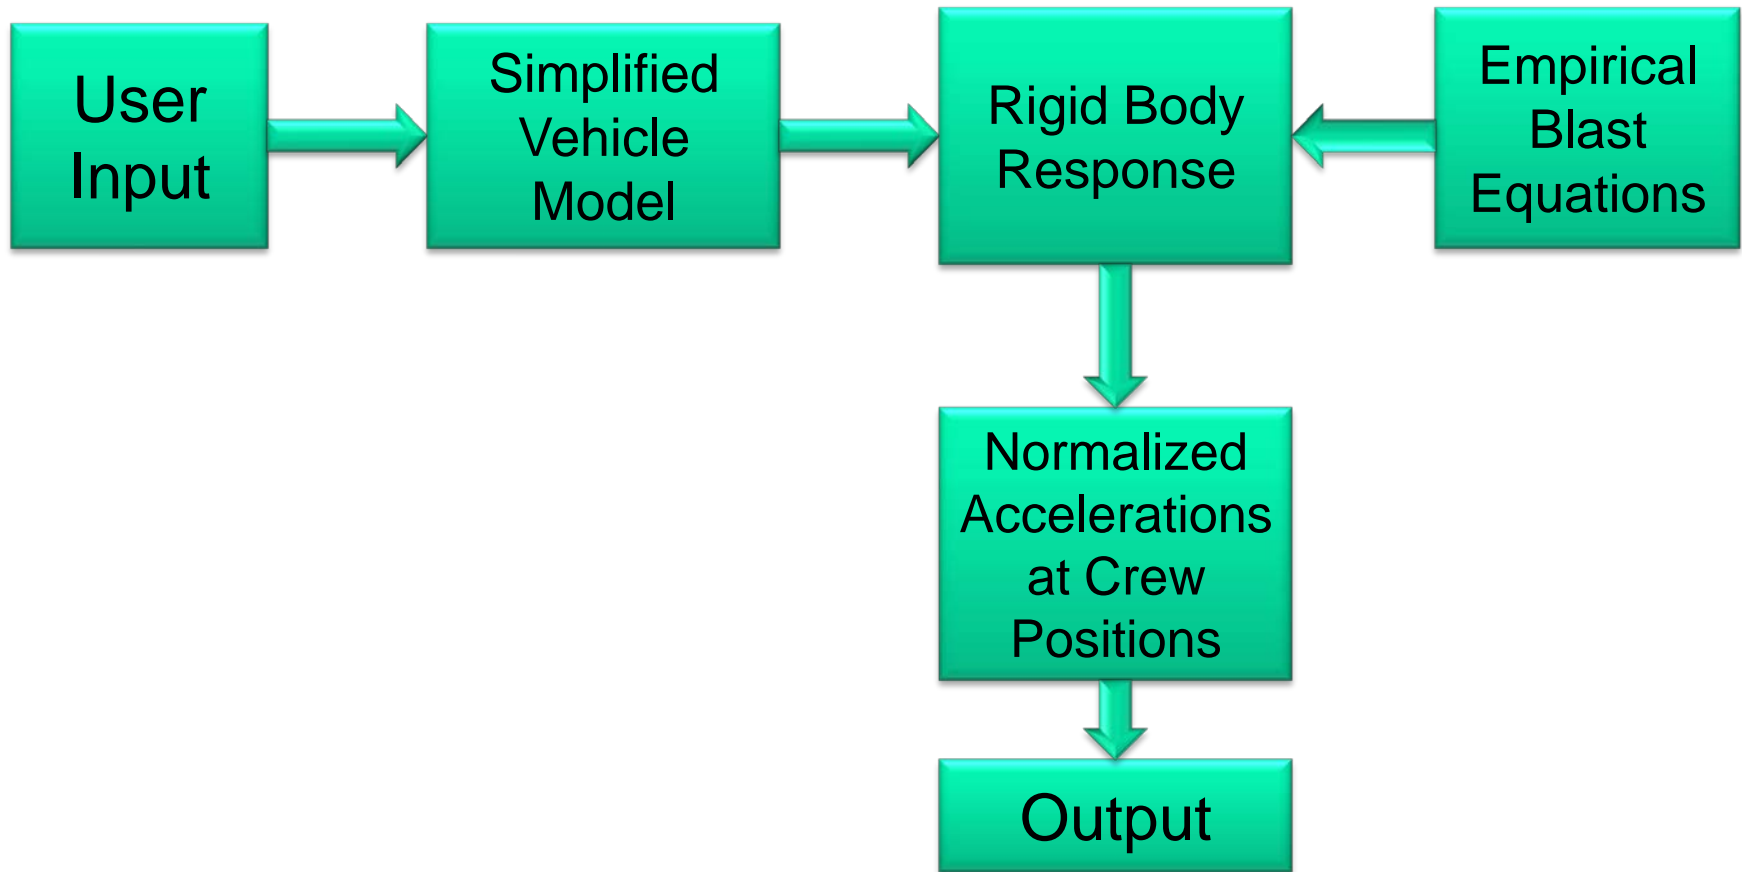 User
Input
Simplified
Vehicle
Model
Rigid Body
Response
Empirical
Blast
Equations
Normalized
Accelerations
at Crew
Positions
Output